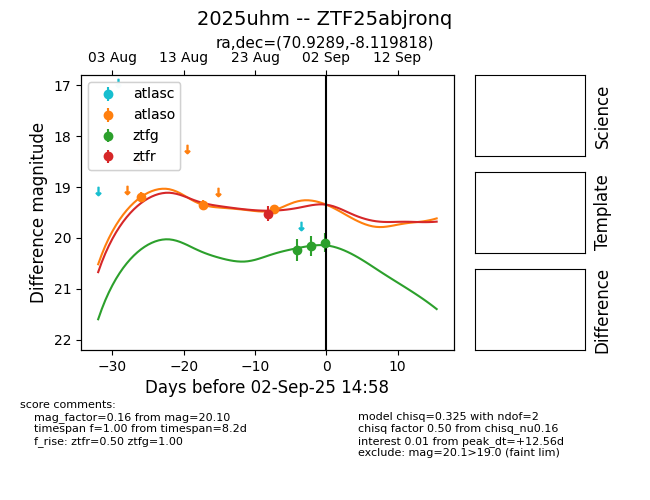 2025uhm -- ZTF25abjronq
ra,dec=(70.9289,-8.119818)
03 Aug 13 Aug 23 Aug 02 Sep 12 Sep
17
18
19
20
21
22
Difference magnitude
atlasc
atlaso
ztfg
ztfr
−30 −20 −10 0 10
Days before 02-Sep-25 14:58
Science
Template
Difference
score comments:
mag_factor=0.16 from mag=20.10
timespan f=1.00 from timespan=8.2d
f_rise: ztfr=0.50 ztfg=1.00
model chisq=0.325 with ndof=2
chisq factor 0.50 from chisq_nu0.16
interest 0.01 from peak_dt=+12.56d
exclude: mag=20.1>19.0 (faint lim)